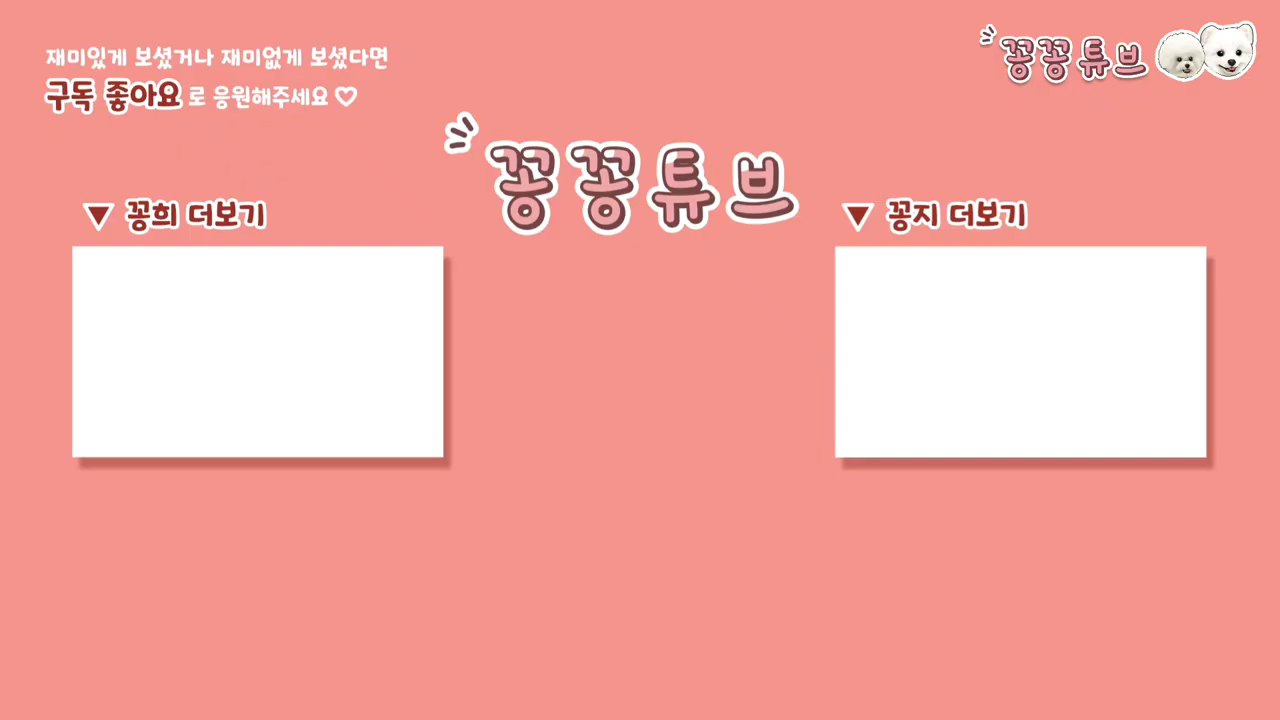 재미있게 보셨거나 재미없게 보셨다면
구독 좋아요 로 응원해주세요 ♡
꽁꽁튜브
꽁꽁튜브
▼ 꽁희 더보기
▼ 꽁지 더보기